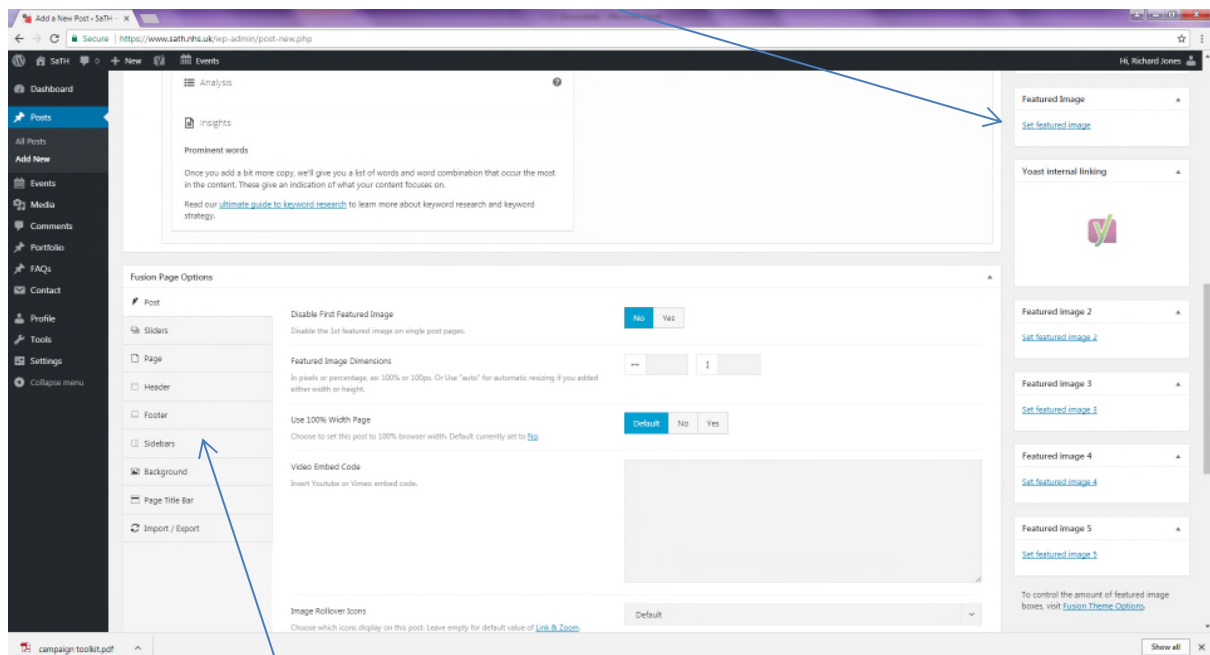 Add a New Post ‹ SaTH –
Secure | https://www.sath.nhs.uk/wp-admin/post-new.php
SaTH 0 + New Events Hi, Richard Jones
Dashboard
Posts
All Posts
Add New
Events
Media
Comments
Portfolio
FAQs
Contact
Profile
Tools
Settings
Collapse menu
Analysis
Insights
Prominent words
Once you add a bit more copy, we'll give you a list of words and word combination that occur the most
in the content. These give an indication of what your content focuses on.
Read our ultimate guide to keyword research to learn more about keyword research and keyword
strategy.
Fusion Page Options
Post
Sliders
Page
Header
Footer
Sidebars
Background
Page Title Bar
Import / Export
Disable First Featured Image
Disable the 1st featured image on single post pages.
No Yes
Featured Image Dimensions
In pixels or percentage, ex: 100% or 100px. Or Use "auto" for automatic resizing if you added
either width or height.
Use 100% Width Page
Choose to set this post to 100% browser width. Default currently set to No.
Default No Yes
Video Embed Code
Insert Youtube or Vimeo embed code.
Image Rollover Icons
Choose which icons display on this post. Leave empty for default value of Link & Zoom.
Default
Featured Image
Set featured image
Yoast internal linking
y
Featured image 2
Set featured image 2
Featured image 3
Set featured image 3
Featured image 4
Set featured image 4
Featured image 5
Set featured image 5
To control the amount of featured image
boxes, visit Fusion Theme Options.
campaign toolkit.pdf
Show all